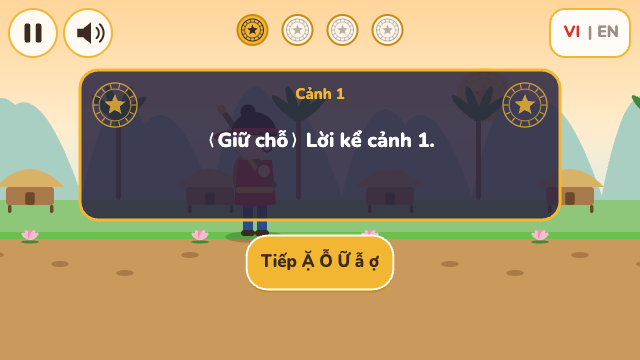 VI | EN
Cảnh 1
⟨Giữ chỗ⟩ Lời kể cảnh 1.
Tiếp Ặ Ỗ Ữ ẫ ợ